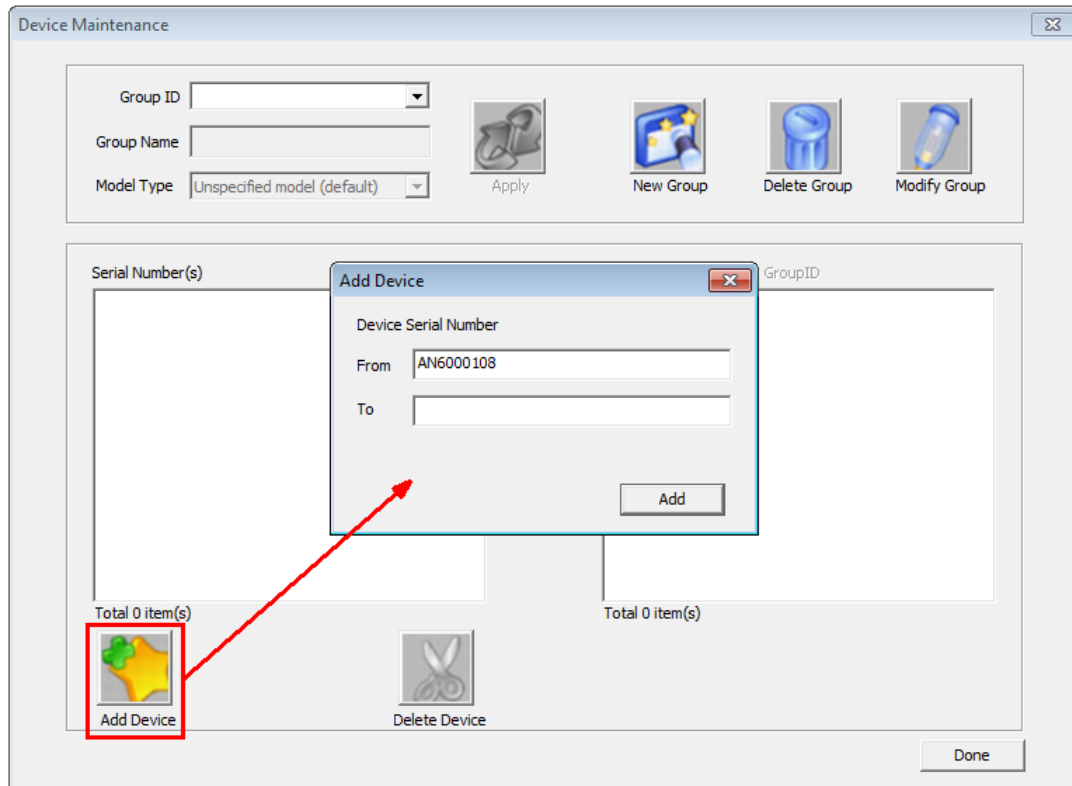 Device Maintenance
Group ID
Group Name
Model Type
Unspecified model (default)
Apply
New Group
Delete Group
Modify Group
Serial Number(s)
GroupID
Add Device
Device Serial Number
From
AN6000108
To
Add
Total 0 item(s)
Total 0 item(s)
Add Device
Delete Device
Done